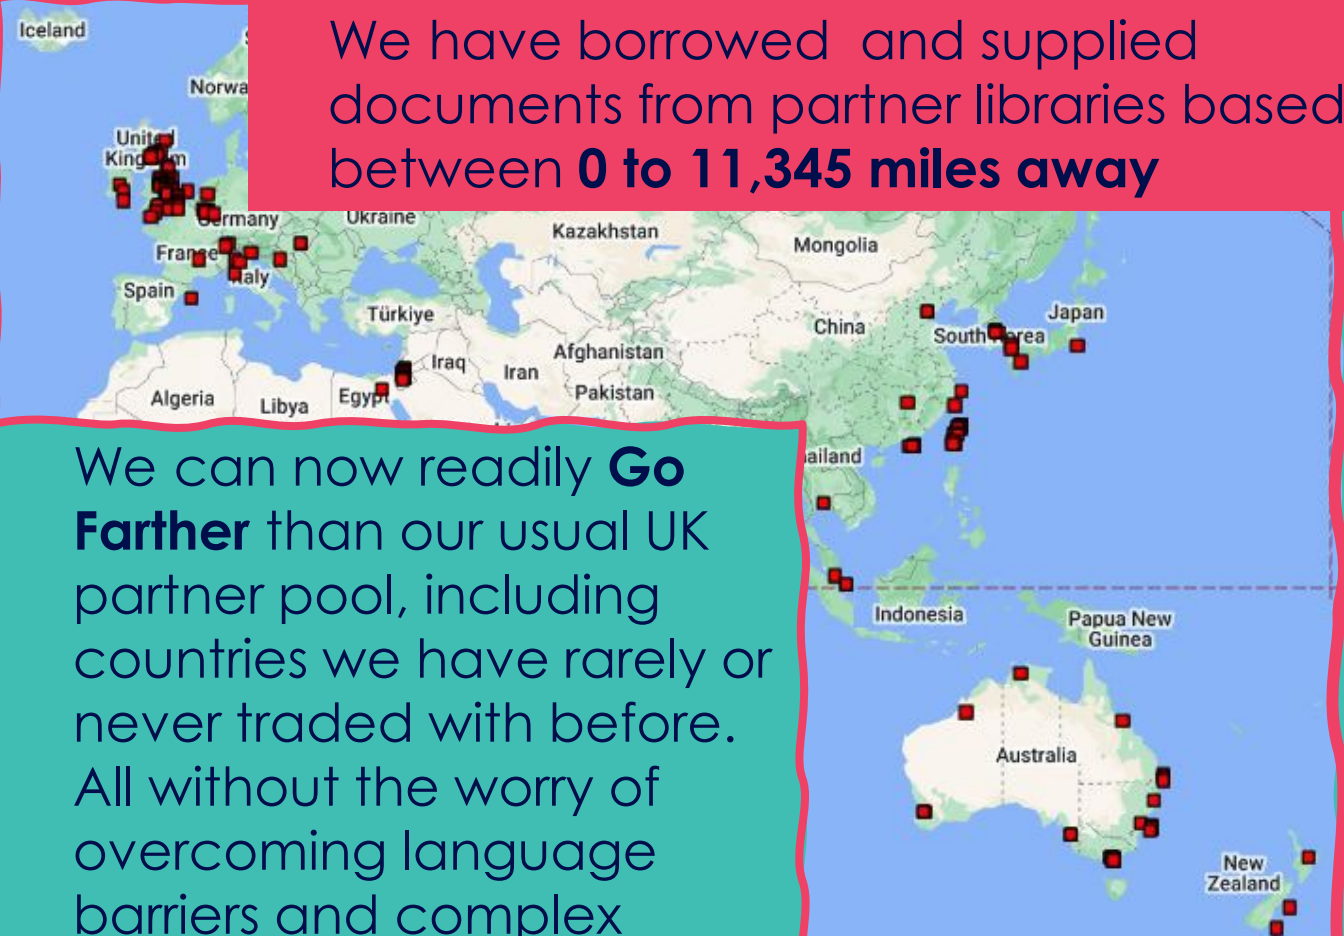 We have borrowed  and supplied
documents from partner libraries based
between 0 to 11,345 miles away
Iceland
United
Kingdom
Germany
Ukraine
Kazakhstan
Mongolia
France
Italy
Spain
Türkiye
China
South Korea
Japan
Iraq
Iran
Afghanistan
Pakistan
Algeria
Libya
Egypt
We can now readily Go
Farther than our usual UK
partner pool, including
countries we have rarely or
never traded with before.
All without the worry of
overcoming language
barriers and complex
ailand
Indonesia
Papua New
Guinea
Australia
New
Zealand